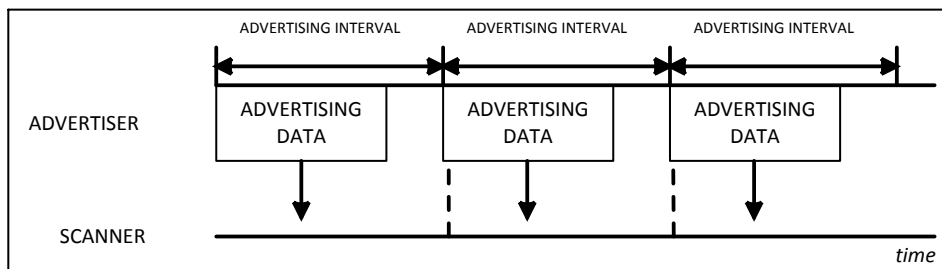 ADVERTISING INTERVAL ADVERTISING INTERVAL ADVERTISING INTERVAL
ADVERTISER
ADVERTISING
DATA
ADVERTISING
DATA
ADVERTISING
DATA
SCANNER
time